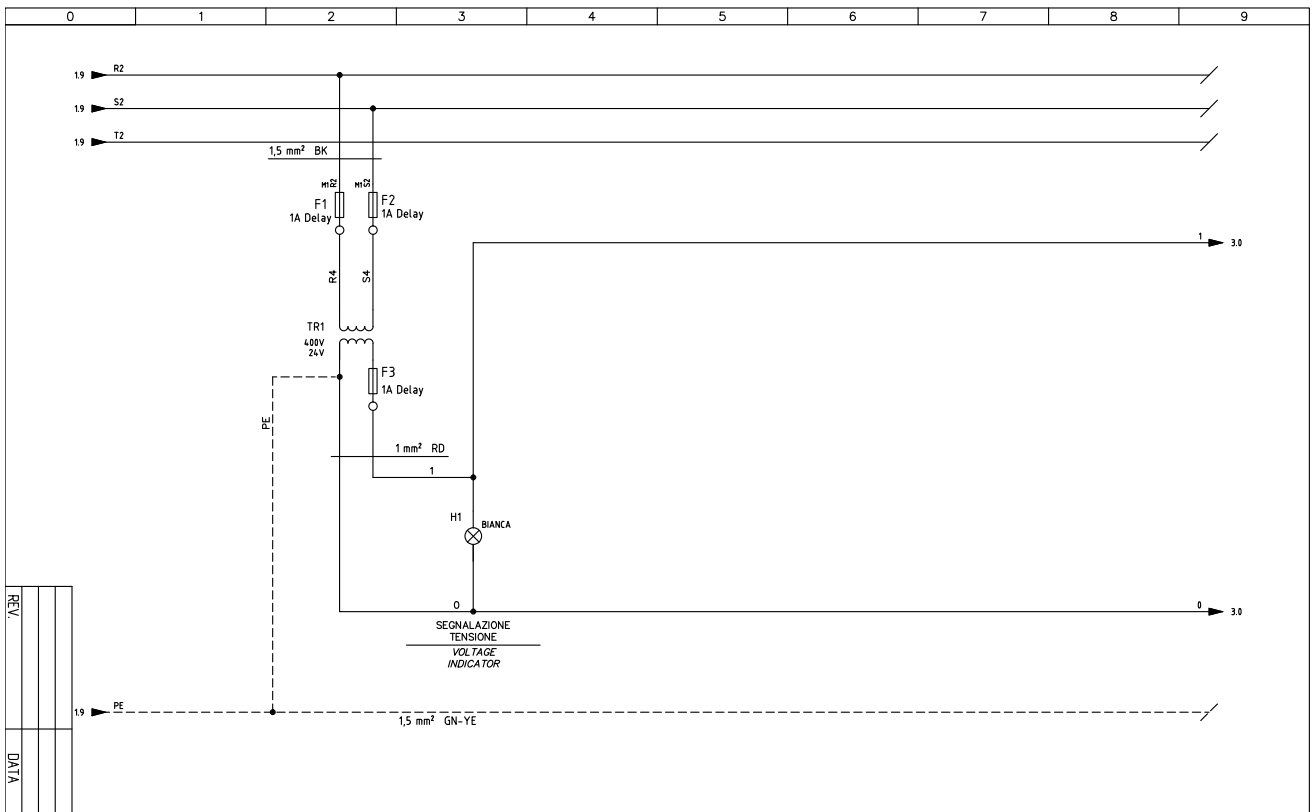 0 1 2 3 4 5 6 7 8 9
1.9 R2
1.9 S2
1.9 T2
1,5 mm² BK
M1 R2 M1 S2
F1
1A Delay
F2
1A Delay
1 3.0
R4 S4
TR1
400V
24V
F3
1A Delay
PE
1 mm² RD
1
H1
BIANCA
0
0 3.0
SEGNALAZIONE
TENSIONE
VOLTAGE
INDICATOR
REV.
1.9 PE
1,5 mm² GN-YE
DATA